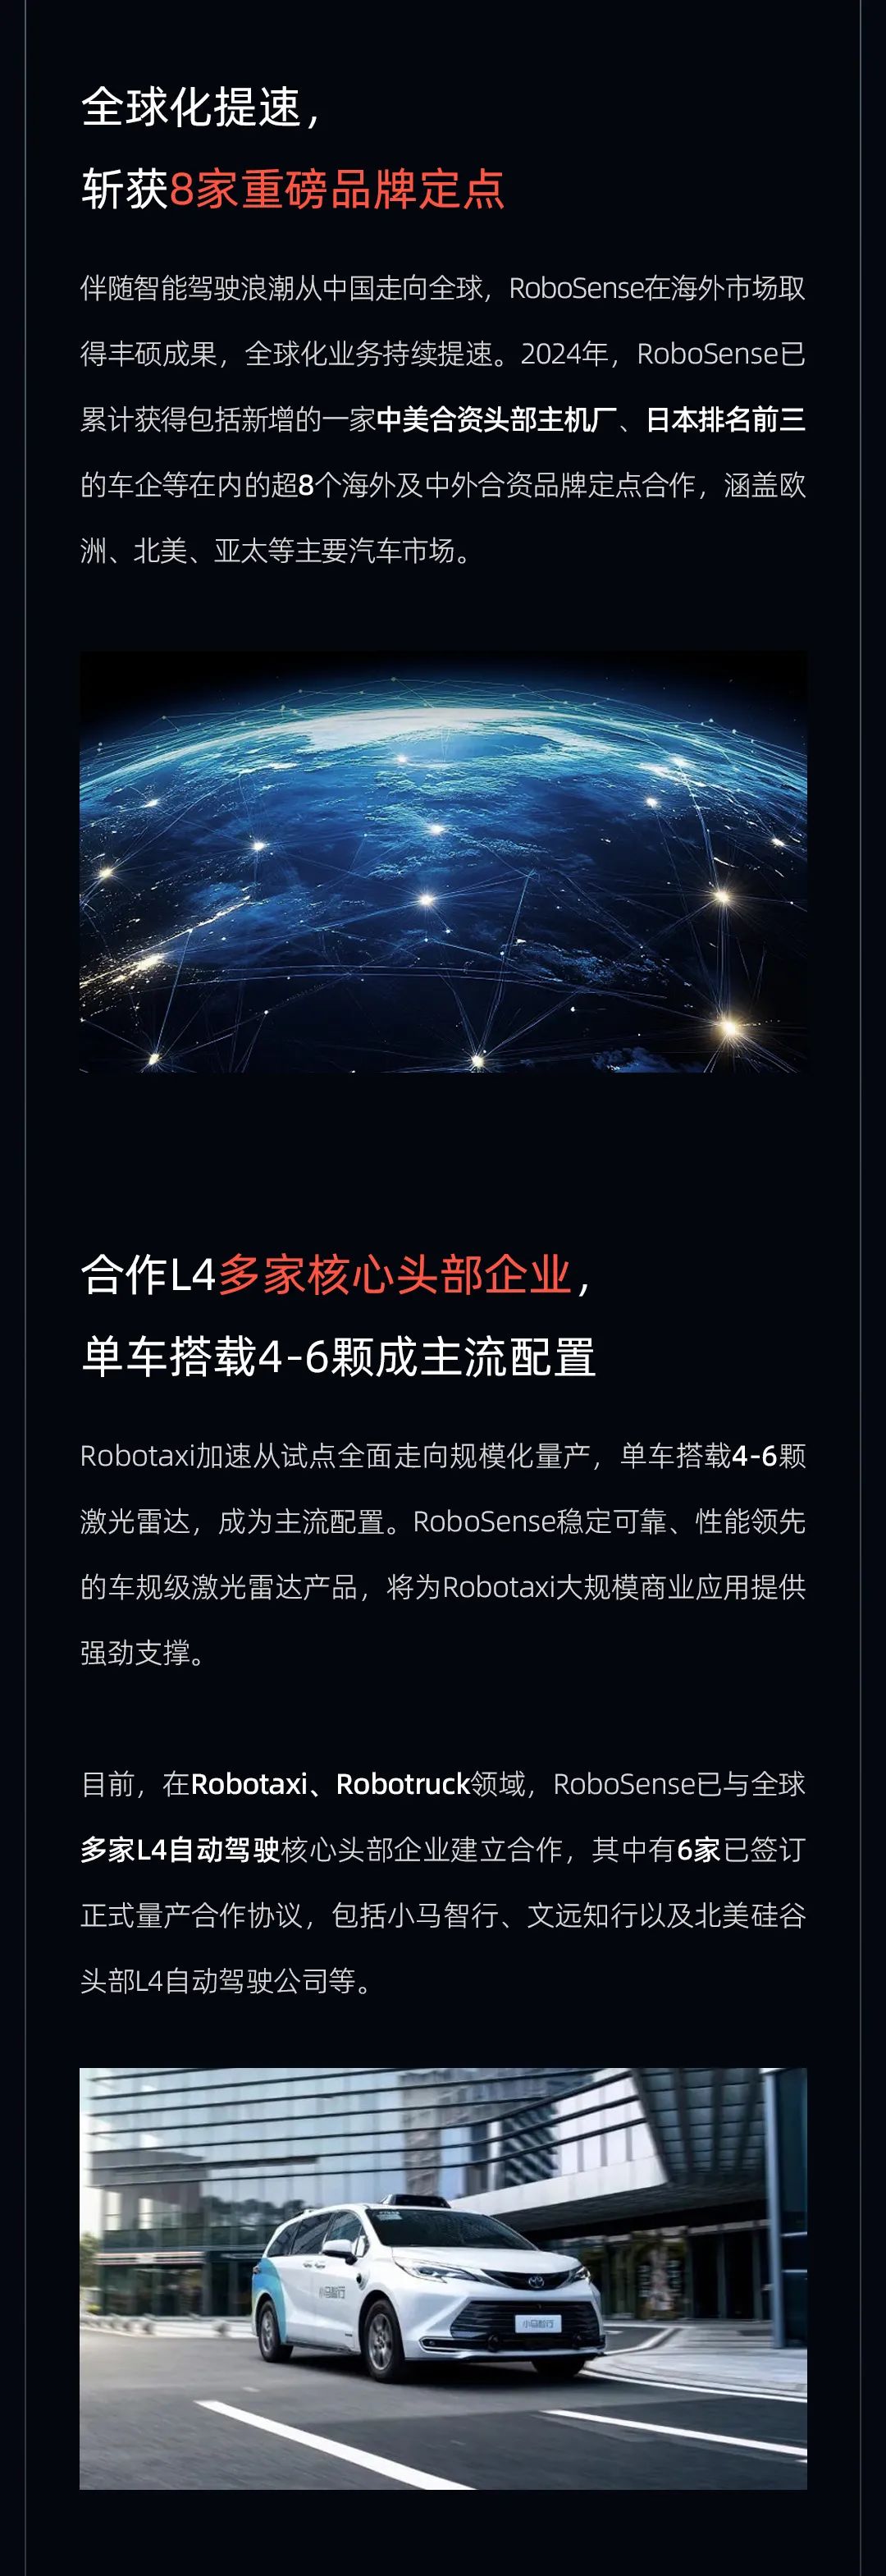 全球化提速，
斩获8家重磅品牌定点
伴随智能驾驶浪潮从中国走向全球，RoboSense在海外市场取
得丰硕成果，全球化业务持续提速。2024年，RoboSense已
累计获得包括新增的一家中美合资头部主机厂、日本排名前三
的车企等在内的超8个海外及中外合资品牌定点合作，涵盖欧
洲、北美、亚太等主要汽车市场。
合作L4多家核心头部企业，
单车搭载4-6颗成主流配置
Robotaxi加速从试点全面走向规模化量产，单车搭载4-6颗
激光雷达，成为主流配置。RoboSense稳定可靠、性能领先
的车规级激光雷达产品，将为Robotaxi大规模商业应用提供
强劲支撑。
目前，在Robotaxi、Robotruck领域，RoboSense已与全球
多家L4自动驾驶核心头部企业建立合作，其中有6家已签订
正式量产合作协议，包括小马智行、文远知行以及北美硅谷
头部L4自动驾驶公司等。
小马智行
小马智行